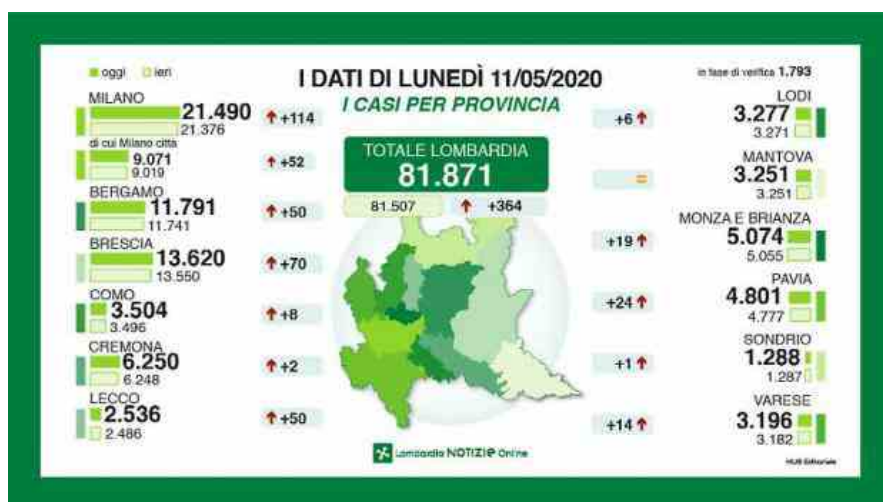 oggi ieri
I DATI DI LUNEDÌ 11/05/2020
I CASI PER PROVINCIA
in fase di verifica 1.793
TOTALE LOMBARDIA
81.871
81.507 +364
MILANO
21.490
21.376
+114
di cui Milano città
9.071
9.019
+52
BERGAMO
11.791
11.741
+50
BRESCIA
13.620
13.550
+70
COMO
3.504
3.496
+8
CREMONA
6.250
6.248
+2
LECCO
2.536
2.486
+50
LODI
+6
3.277
3.271
MANTOVA
=
3.251
3.251
MONZA E BRIANZA
+19
5.074
5.055
PAVIA
+24
4.801
4.777
SONDRIO
+1
1.288
1.287
VARESE
+14
3.196
3.182
Lombardia NOTIZIE Online
HUB Editoriale